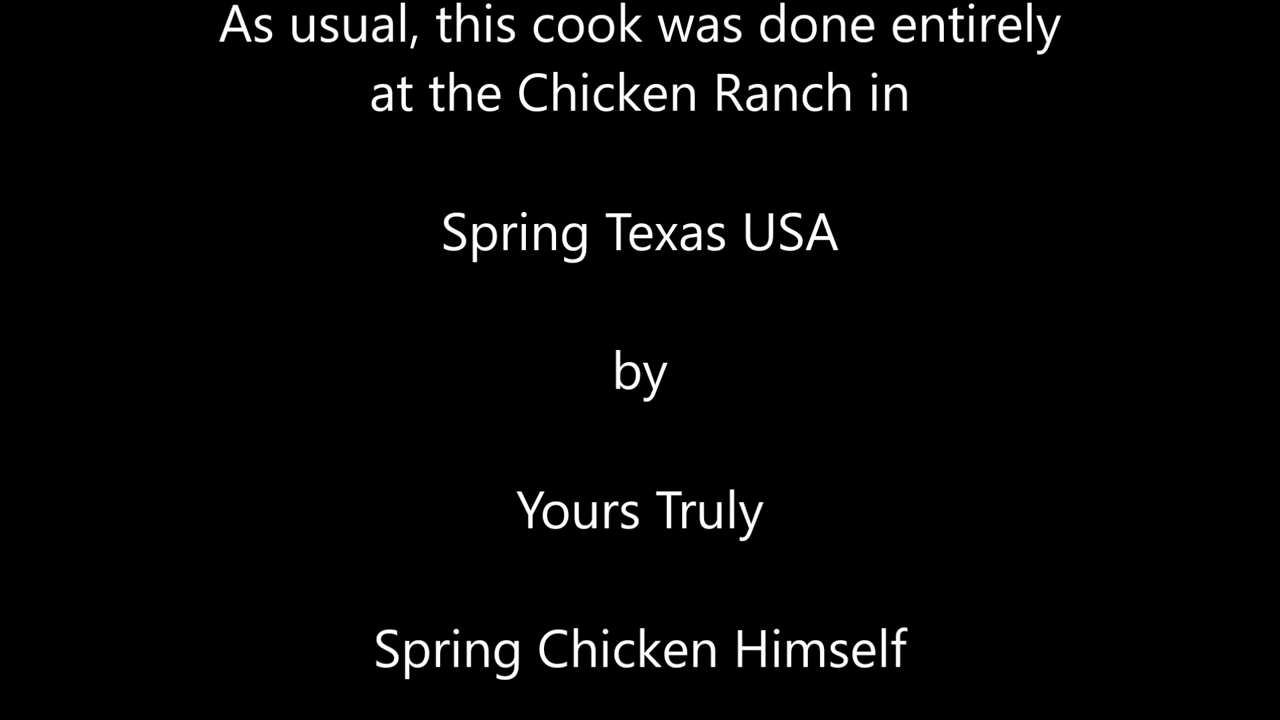 As usual, this cook was done entirely
at the Chicken Ranch in
Spring Texas USA
by
Yours Truly
Spring Chicken Himself